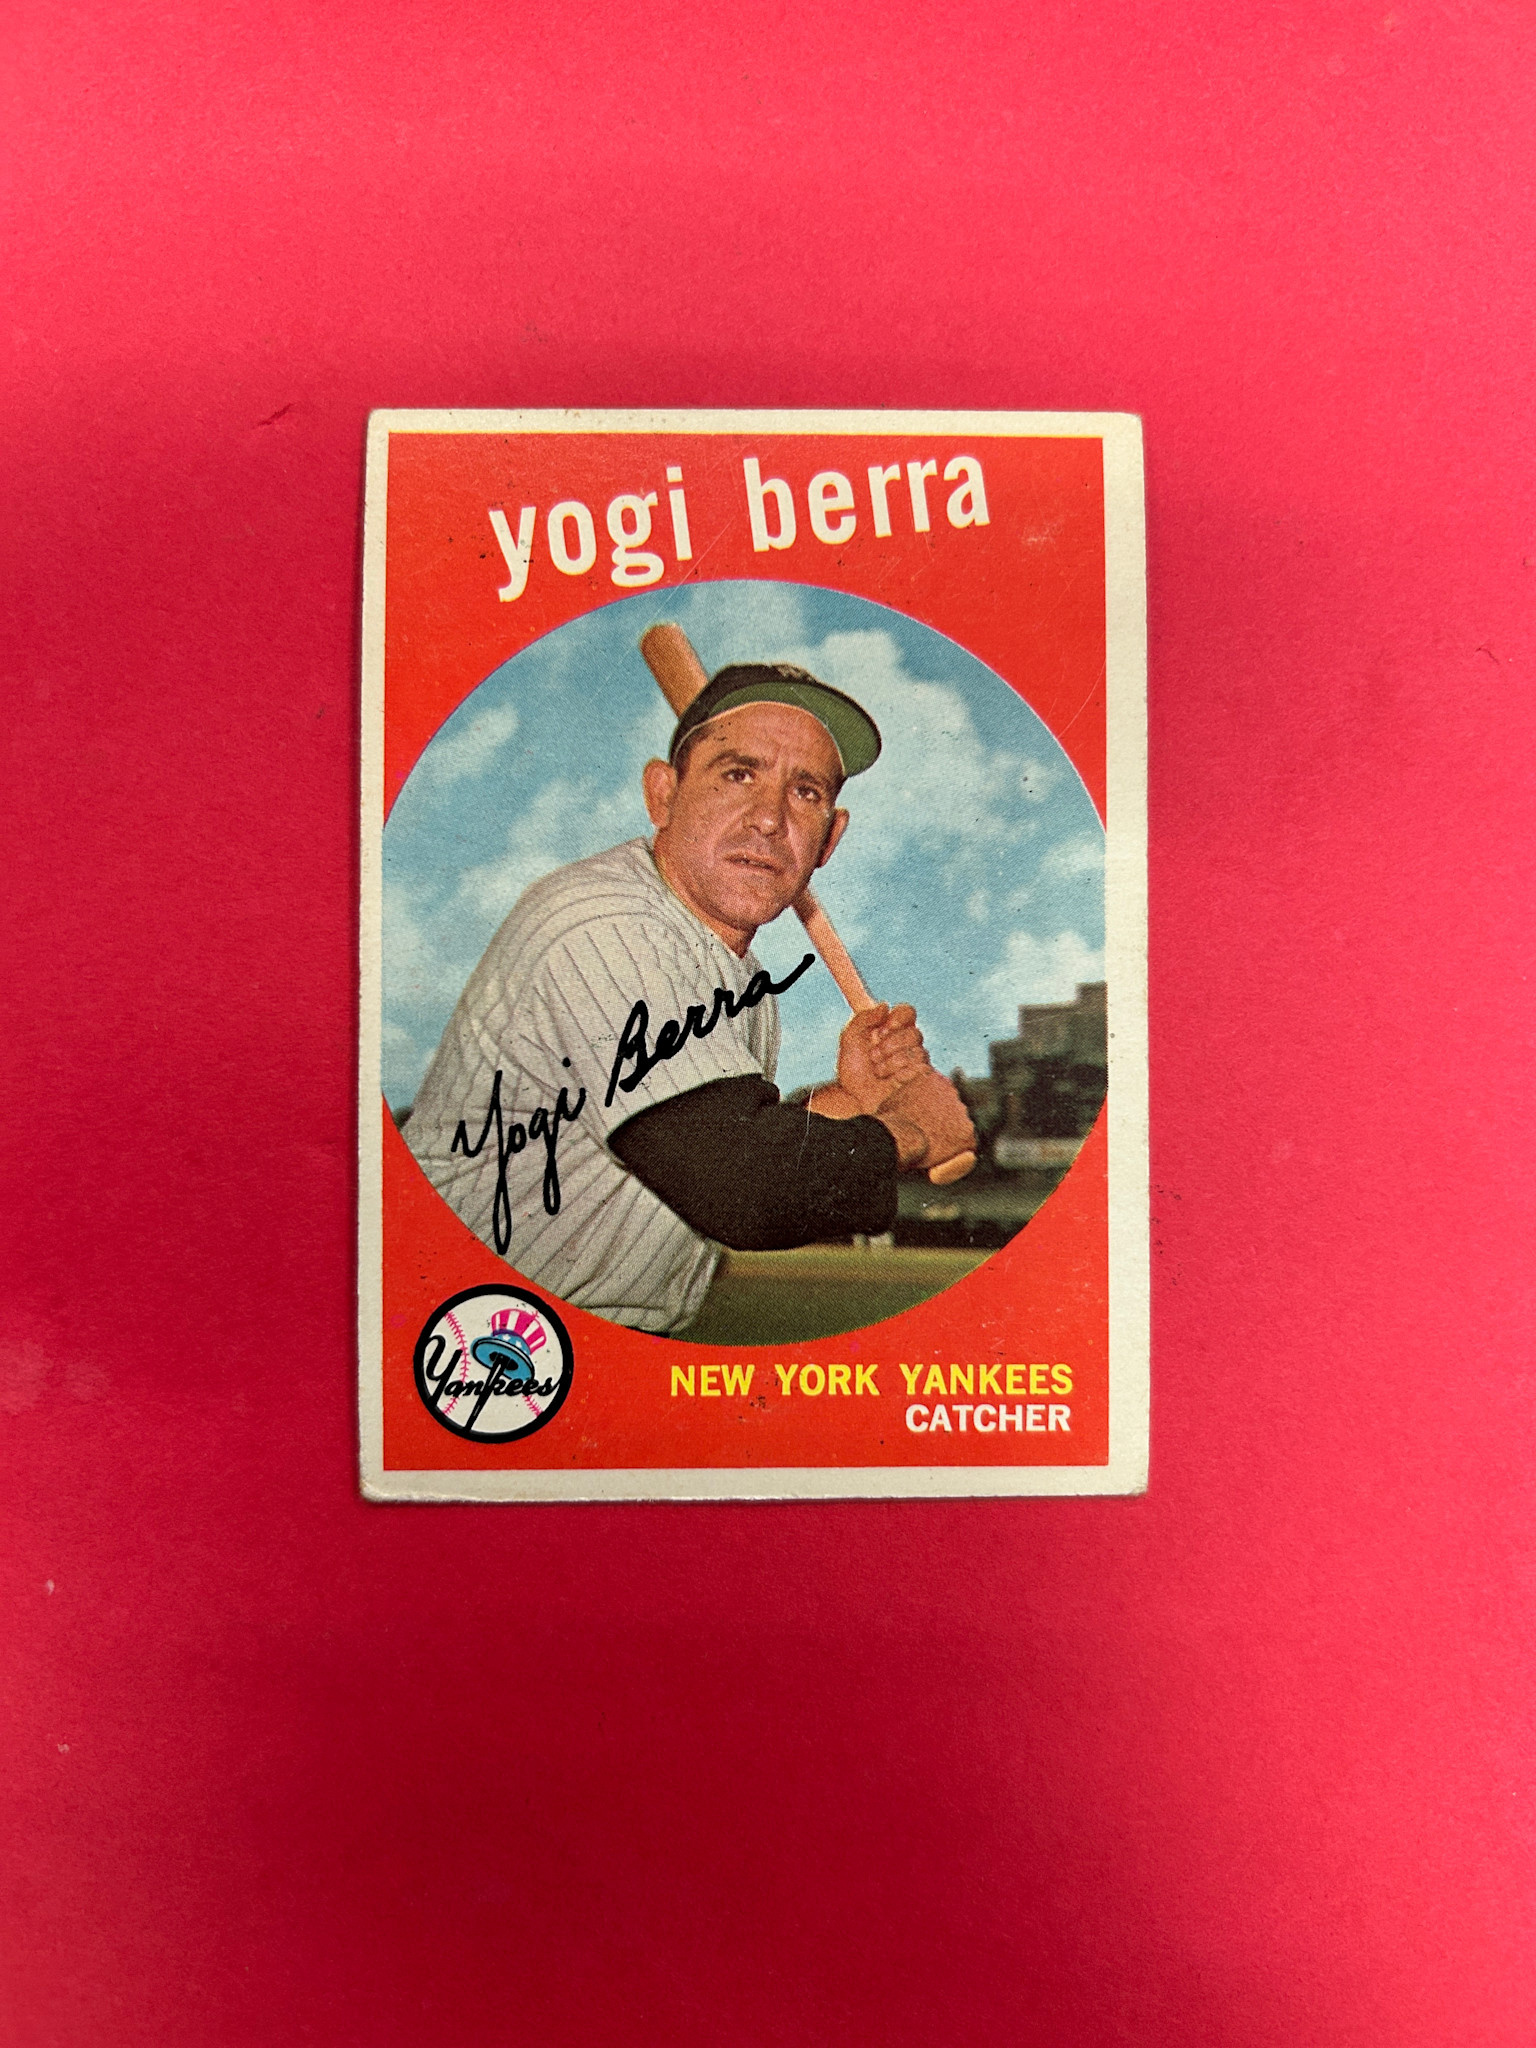 yogi berra
Yogi Berra
Yankees
NEW YORK YANKEES
CATCHER